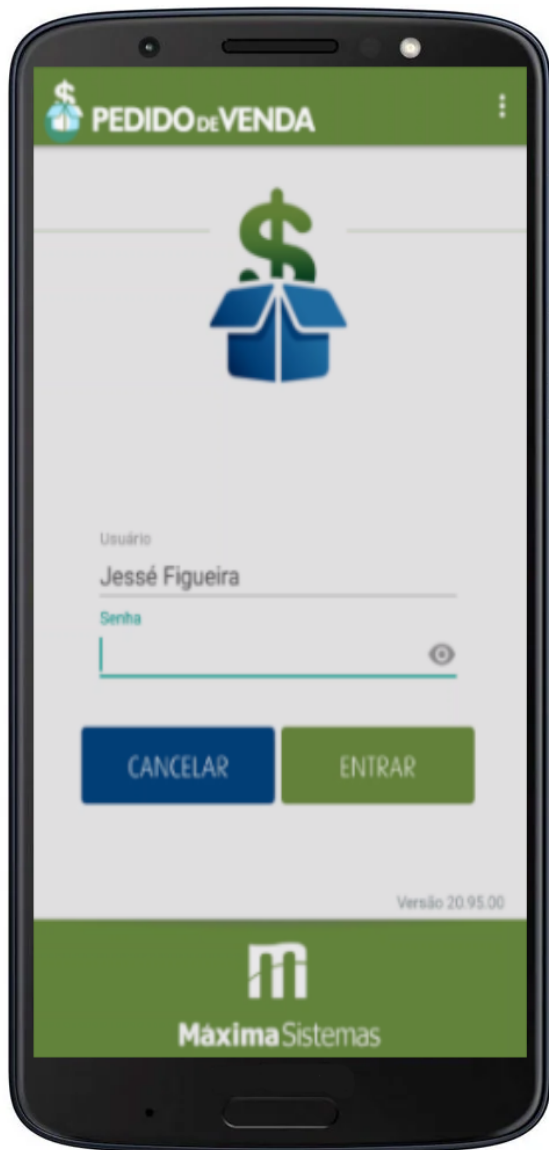 PEDIDO DE VENDA
Usuário
Jessé Figueira
Senha
CANCELAR ENTRAR
Versão 20.95.00
Máxima Sistemas